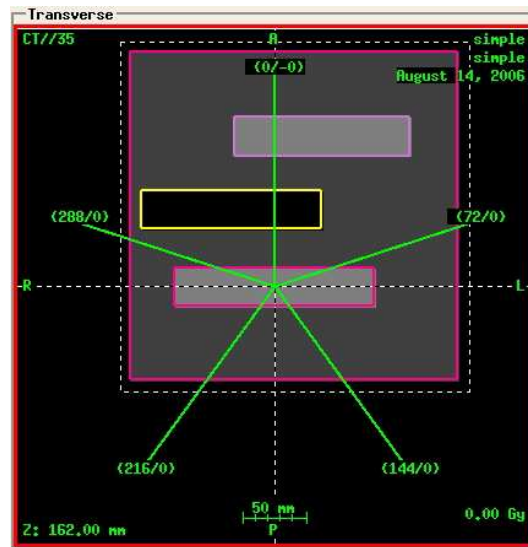 Transverse
CT//35
A
simple
simple
(0/-0)
August 14, 2006
(288/0)
(72/0)
R
L
(216/0)
(144/0)
50 mm
Z: 162.00 mm
P
0.00 Gy